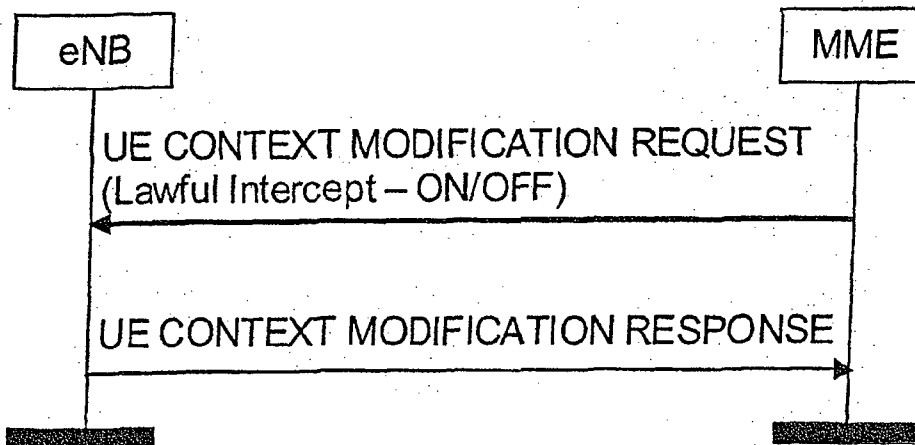 eNB
MME
UE CONTEXT MODIFICATION REQUEST
(Lawful Intercept – ON/OFF)
UE CONTEXT MODIFICATION RESPONSE